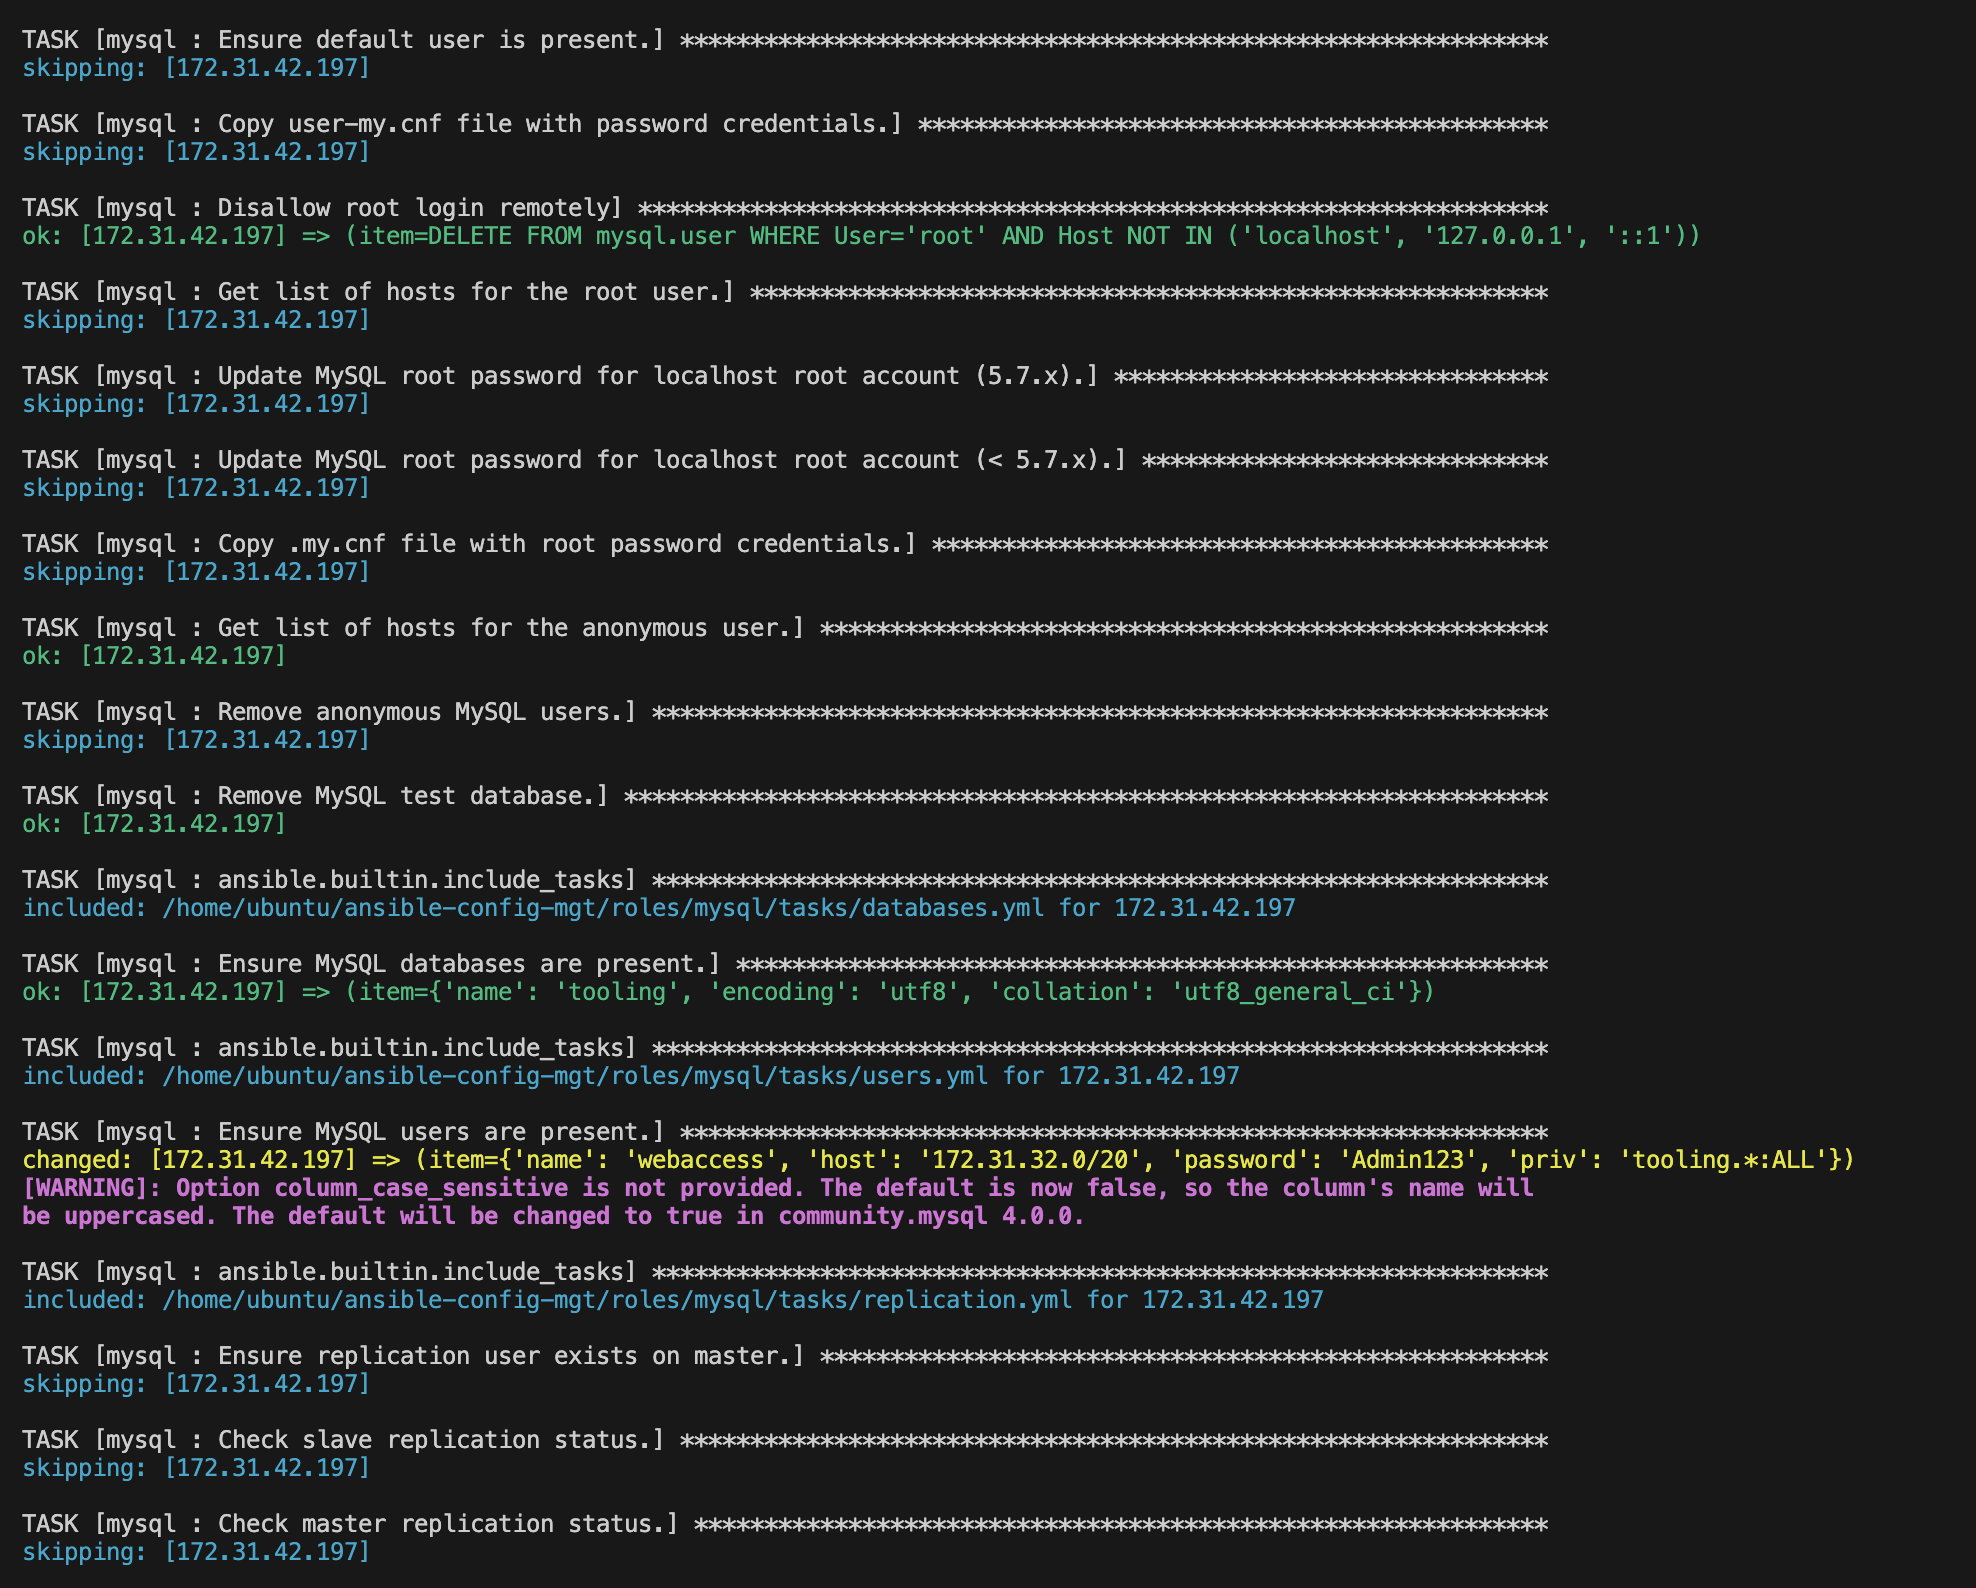 TASK [mysql : Ensure default user is present.] **************************************************************
skipping: [172.31.42.197]
TASK [mysql : Copy user-my.cnf file with password credentials.] *********************************************
skipping: [172.31.42.197]
TASK [mysql : Disallow root login remotely] *****************************************************************
ok: [172.31.42.197] => (item=DELETE FROM mysql.user WHERE User='root' AND Host NOT IN ('localhost', '127.0.0.1', '::1'))
TASK [mysql : Get list of hosts for the root user.] *********************************************************
skipping: [172.31.42.197]
TASK [mysql : Update MySQL root password for localhost root account (5.7.x).] *******************************
skipping: [172.31.42.197]
TASK [mysql : Update MySQL root password for localhost root account (< 5.7.x).] *****************************
skipping: [172.31.42.197]
TASK [mysql : Copy .my.cnf file with root password credentials.] ********************************************
skipping: [172.31.42.197]
TASK [mysql : Get list of hosts for the anonymous user.] ****************************************************
ok: [172.31.42.197]
TASK [mysql : Remove anonymous MySQL users.] ****************************************************************
skipping: [172.31.42.197]
TASK [mysql : Remove MySQL test database.] ******************************************************************
ok: [172.31.42.197]
TASK [mysql : ansible.builtin.include_tasks] ****************************************************************
included: /home/ubuntu/ansible-config-mgt/roles/mysql/tasks/databases.yml for 172.31.42.197
TASK [mysql : Ensure MySQL databases are present.] **********************************************************
ok: [172.31.42.197] => (item={'name': 'tooling', 'encoding': 'utf8', 'collation': 'utf8_general_ci'})
TASK [mysql : ansible.builtin.include_tasks] ****************************************************************
included: /home/ubuntu/ansible-config-mgt/roles/mysql/tasks/users.yml for 172.31.42.197
TASK [mysql : Ensure MySQL users are present.] **************************************************************
changed: [172.31.42.197] => (item={'name': 'webaccess', 'host': '172.31.32.0/20', 'password': 'Admin123', 'priv': 'tooling.*:ALL'})
[WARNING]: Option column_case_sensitive is not provided. The default is now false, so the column's name will
be uppercased. The default will be changed to true in community.mysql 4.0.0.
TASK [mysql : ansible.builtin.include_tasks] ****************************************************************
included: /home/ubuntu/ansible-config-mgt/roles/mysql/tasks/replication.yml for 172.31.42.197
TASK [mysql : Ensure replication user exists on master.] ****************************************************
skipping: [172.31.42.197]
TASK [mysql : Check slave replication status.] **************************************************************
skipping: [172.31.42.197]
TASK [mysql : Check master replication status.] *************************************************************
skipping: [172.31.42.197]